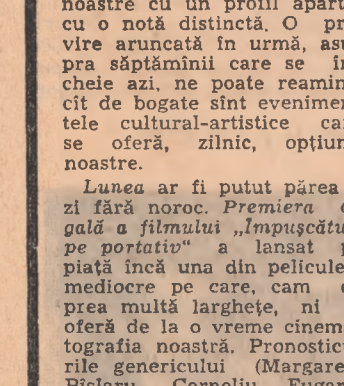 noastre cu un profil apart
cu o notă distinctă. O pr
vire aruncată în urmă, asu
pra săptămînii care se în
cheie azi, ne poate reamin
cît de bogate sînt evenimen
tele cultural-artistice ca
se oferă, zilnic, opțiun
noastre.
Lunea ar fi putut părea
zi fără noroc. Premiera
gală a filmului „Împușcătu
pe portativ“ a lansat p
piață încă una din pelicule
mediocre pe care, cam c
prea multă larghețe, ni
oferă de la o vreme cinem
tografia noastră. Pronostic
rile genericului (Margare
Pîslaru, Corneliu Eugen